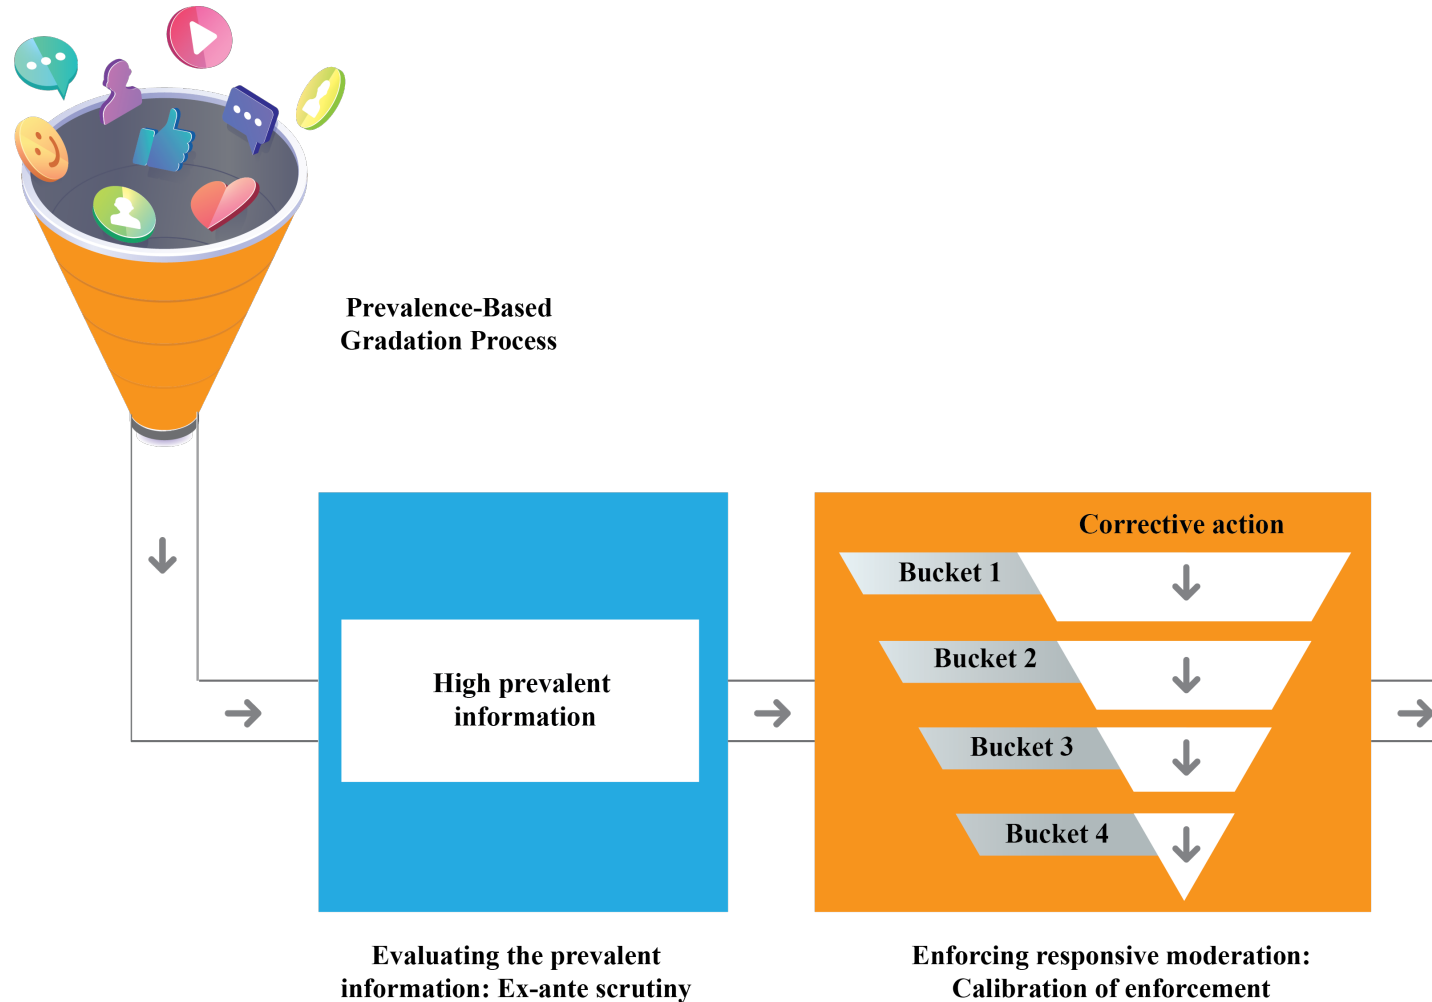 Prevalence-Based
Gradation Process
High prevalent
information
Evaluating the prevalent
information: Ex-ante scrutiny
Corrective action
Bucket 1
Bucket 2
Bucket 3
Bucket 4
Enforcing responsive moderation:
Calibration of enforcement